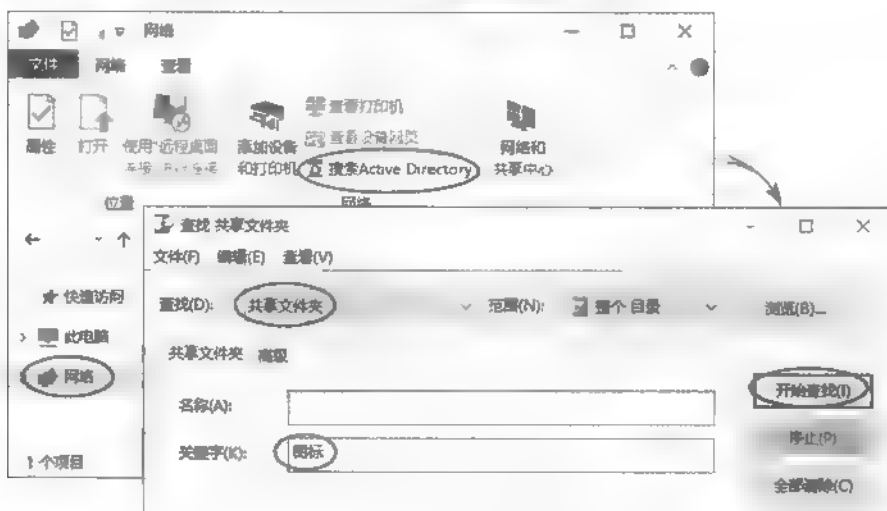 网络
文件 网络 查看
属性 打开 使用"远程桌面 添加设备 查看打印机 网络和
和打印机 搜索Active Directory 共享中心
位置 网络
查找 共享文件夹
文件(F) 编辑(E) 查看(V)
快速访问
查找(D): 共享文件夹 范围(N): 整个 目录 浏览(B)...
此电脑
共享文件夹 高级
网络
开始查找(I)
名称(A):
停止(P)
关键字(K): 图标
1 个项目
全部清除(C)